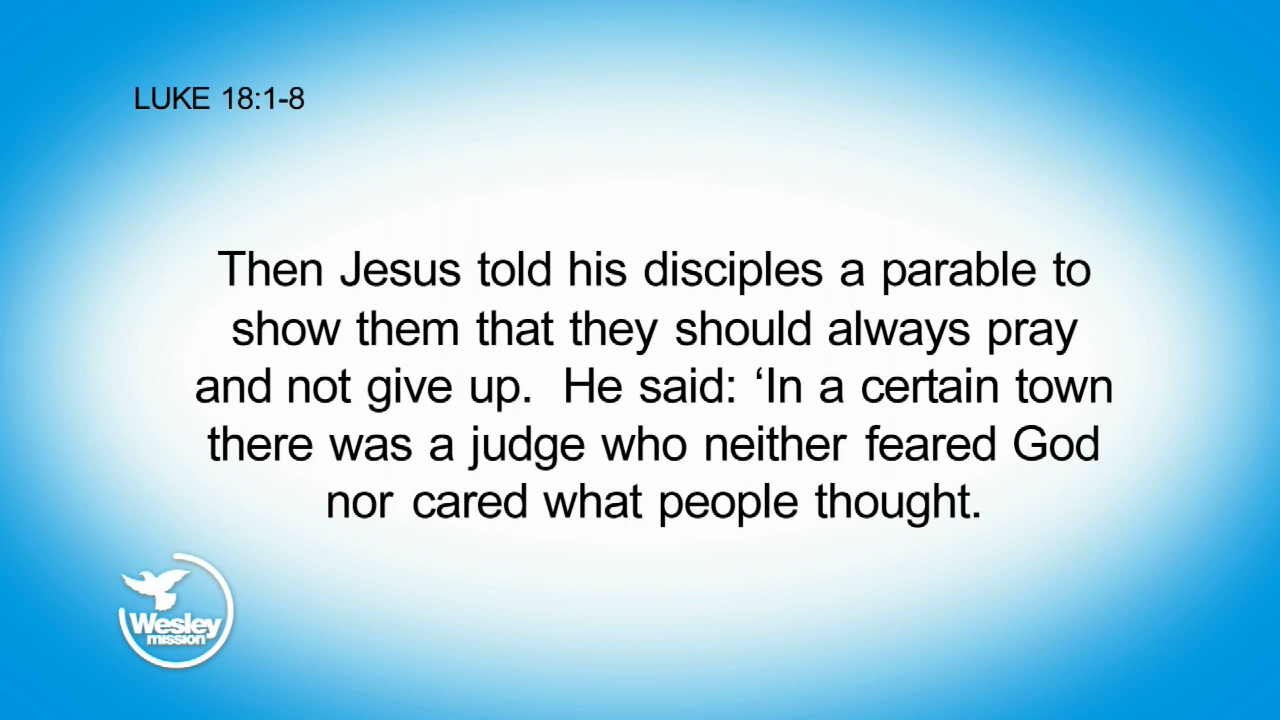 LUKE 18:1-8
Then Jesus told his disciples a parable to
show them that they should always pray
and not give up.  He said: ‘In a certain town
there was a judge who neither feared God
nor cared what people thought.
Wesley
mission